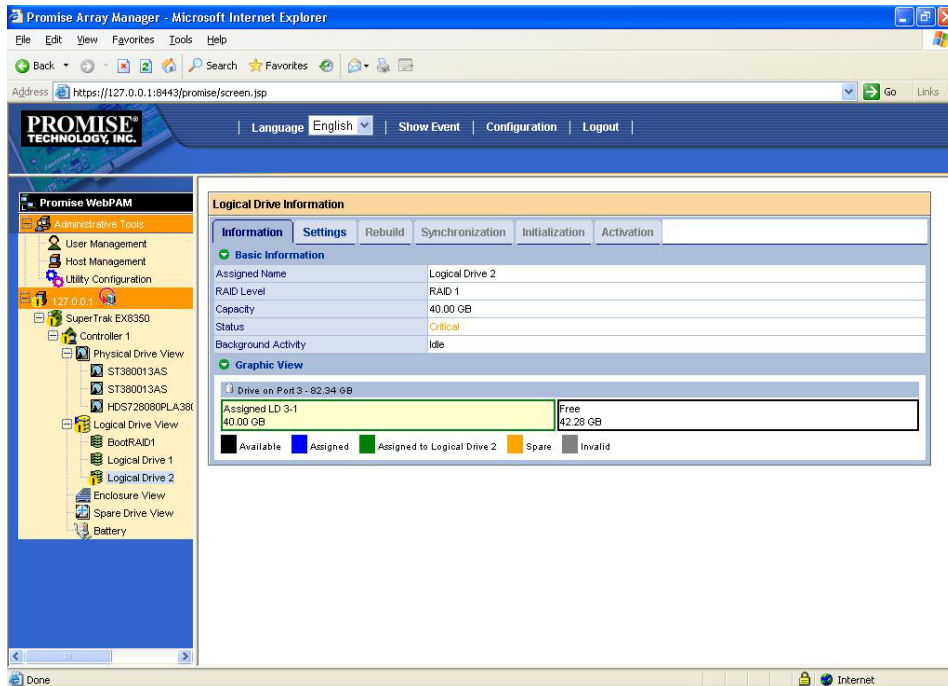 Promise Array Manager - Microsoft Internet Explorer
File Edit View Favorites Tools Help
Back Search Favorites
Address https://127.0.0.1:8443/promise/screen.jsp Go Links
PROMISE®
TECHNOLOGY, INC.
| Language English | Show Event | Configuration | Logout |
Promise WebPAM
Administrative Tools
User Management
Host Management
Utility Configuration
127.0.0.1
SuperTrak EX8350
Controller 1
Physical Drive View
ST380013AS
ST380013AS
HDS728080PLA38(
Logical Drive View
BootRAID1
Logical Drive 1
Logical Drive 2
Enclosure View
Spare Drive View
Battery
Logical Drive Information
Information Settings Rebuild Synchronization Initialization Activation
Basic Information
Assigned Name Logical Drive 2
RAID Level RAID 1
Capacity 40.00 GB
Status Critical
Background Activity Idle
Graphic View
Drive on Port 3 - 82.34 GB
Assigned LD 3-1 Free
40.00 GB 42.28 GB
Available Assigned Assigned to Logical Drive 2 Spare Invalid
Done Internet